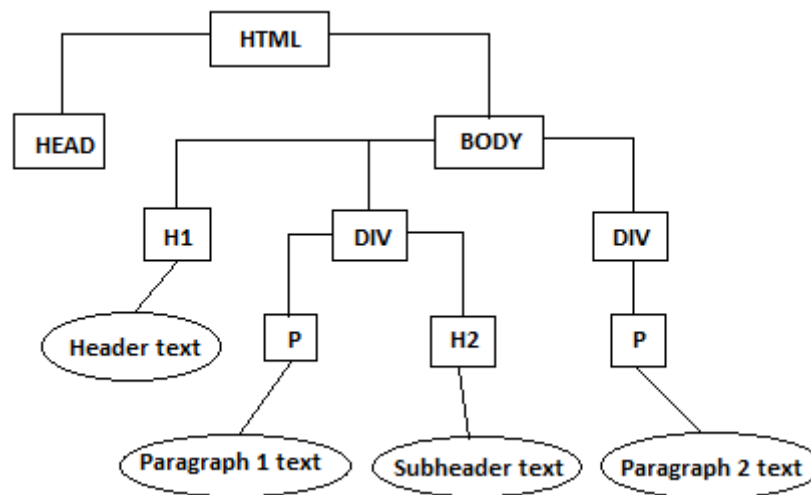 HTML
HEAD
BODY
H1
DIV
DIV
P
H2
P
Header text
Paragraph 1 text
Subheader text
Paragraph 2 text